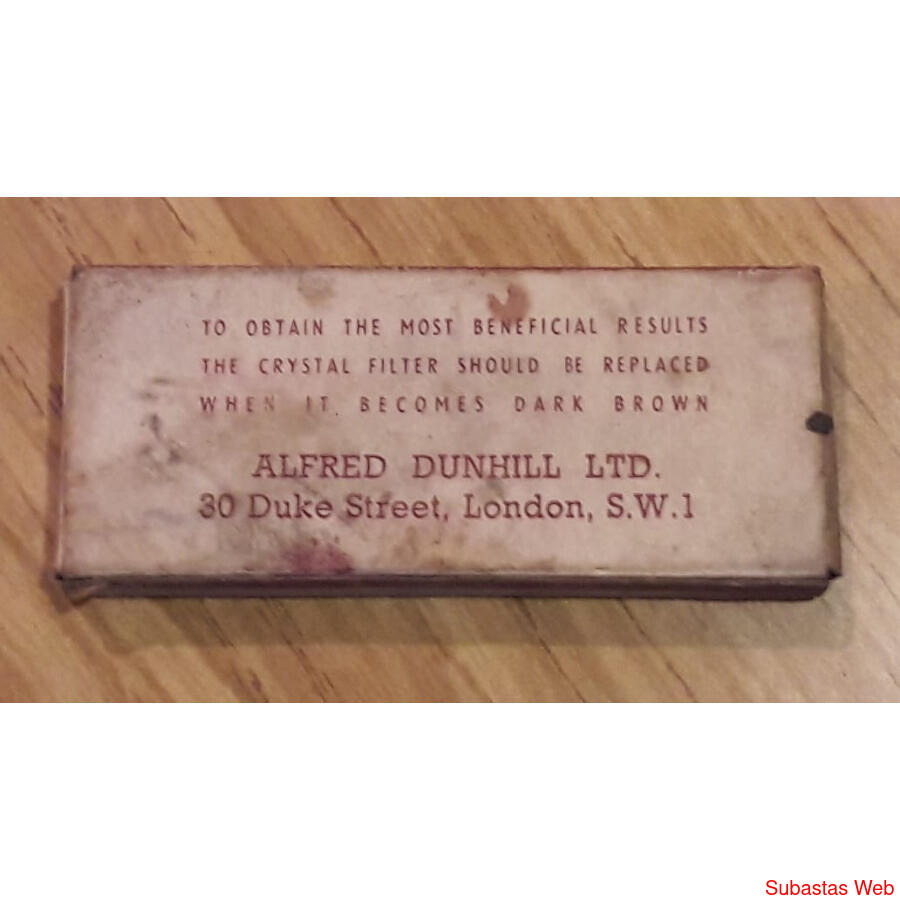 TO OBTAIN THE MOST BENEFICIAL RESULTS
THE CRYSTAL FILTER SHOULD BE REPLACED
WHEN IT BECOMES DARK BROWN
ALFRED DUNHILL LTD.
30 Duke Street, London, S.W.1
Subastas Web